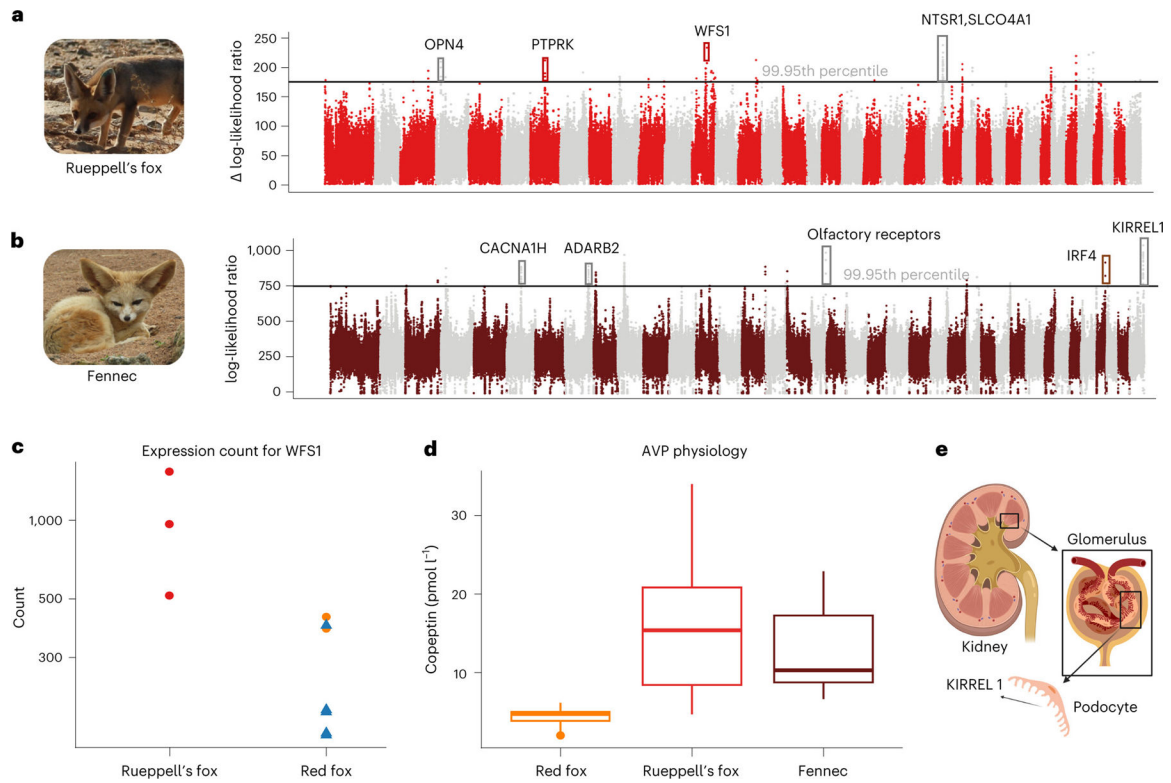 a
Rueppell's fox
Δ log-likelihood ratio
250
200
150
100
50
0
OPN4
PTPRK
WFS1
NTSR1,SLCO4A1
99.95th percentile
b
Fennec
log-likelihood ratio
1,000
750
500
250
0
CACNA1H
ADARB2
Olfactory receptors
IRF4
KIRREL1
99.95th percentile
c
Expression count for WFS1
Count
1,000
500
300
Rueppell's fox
Red fox
d
AVP physiology
Copeptin (pmol l⁻¹)
30
20
10
Red fox
Rueppell's fox
Fennec
e
Glomerulus
Kidney
KIRREL 1
Podocyte